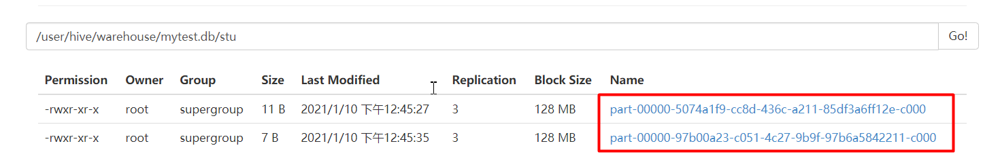 /user/hive/warehouse/mytest.db/stu Go!
Permission Owner Group Size Last Modified Replication Block Size Name
-rwxr-xr-x root supergroup 11 B 2021/1/10 下午12:45:27 3 128 MB part-00000-5074a1f9-cc8d-436c-a211-85df3a6ff12e-c000
-rwxr-xr-x root supergroup 7 B 2021/1/10 下午12:45:35 3 128 MB part-00000-97b00a23-c051-4c27-9b9f-97b6a5842211-c000